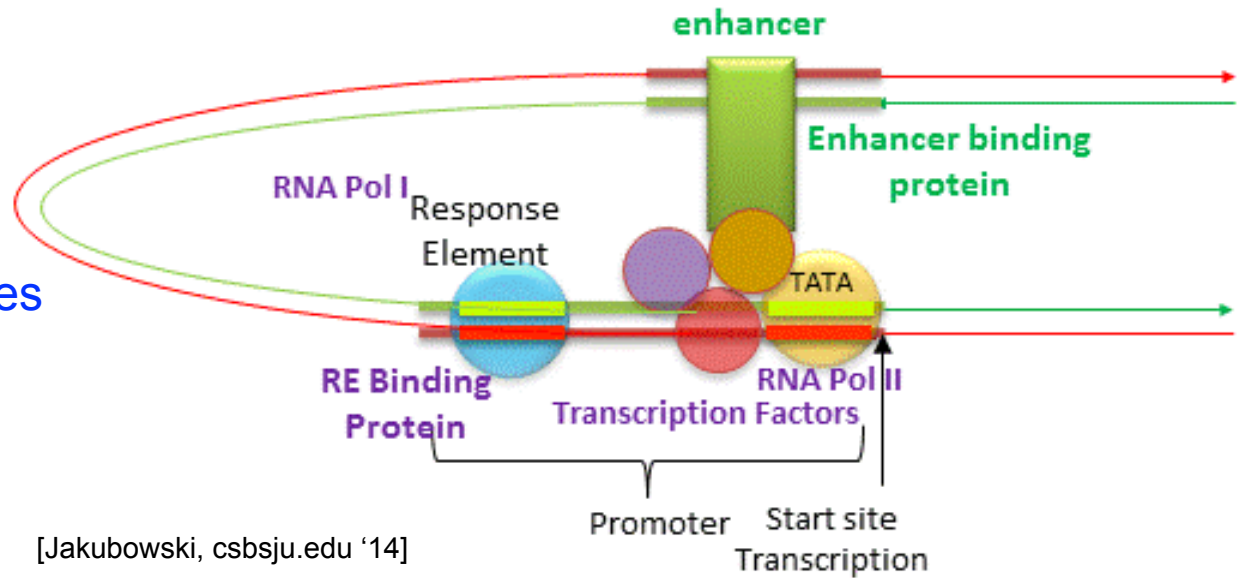 enhancer
Enhancer binding
protein
RNA Pol I
Response
Element
TATA
es
RE Binding
Protein
RNA Pol II
Transcription Factors
Promoter
Start site
Transcription
[Jakubowski, csbsju.edu ‘14]